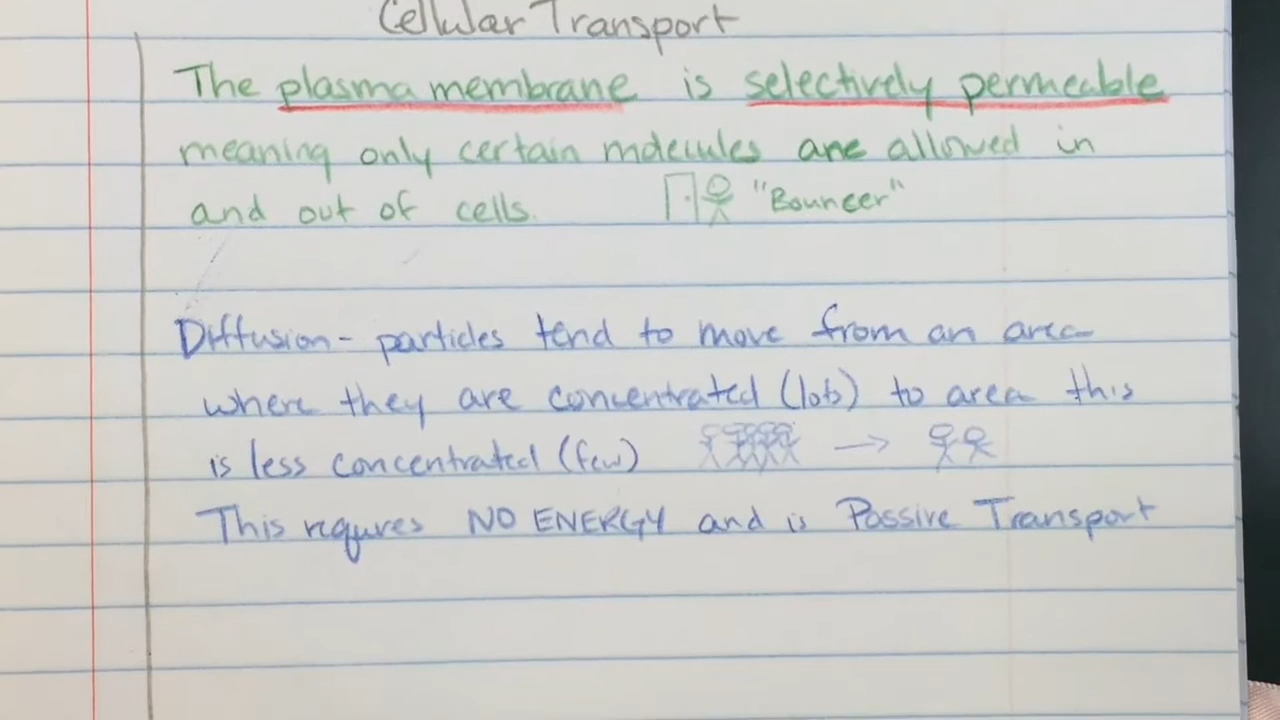 Cellular Transport
The plasma membrane is selectively permeable
meaning only certain molecules are allowed in
and out of cells. "Bouncer"
Diffusion - particles tend to move from an area
where they are concentrated (lots) to area this
is less concentrated (few) →
This requres NO ENERGY and is Passive Transport